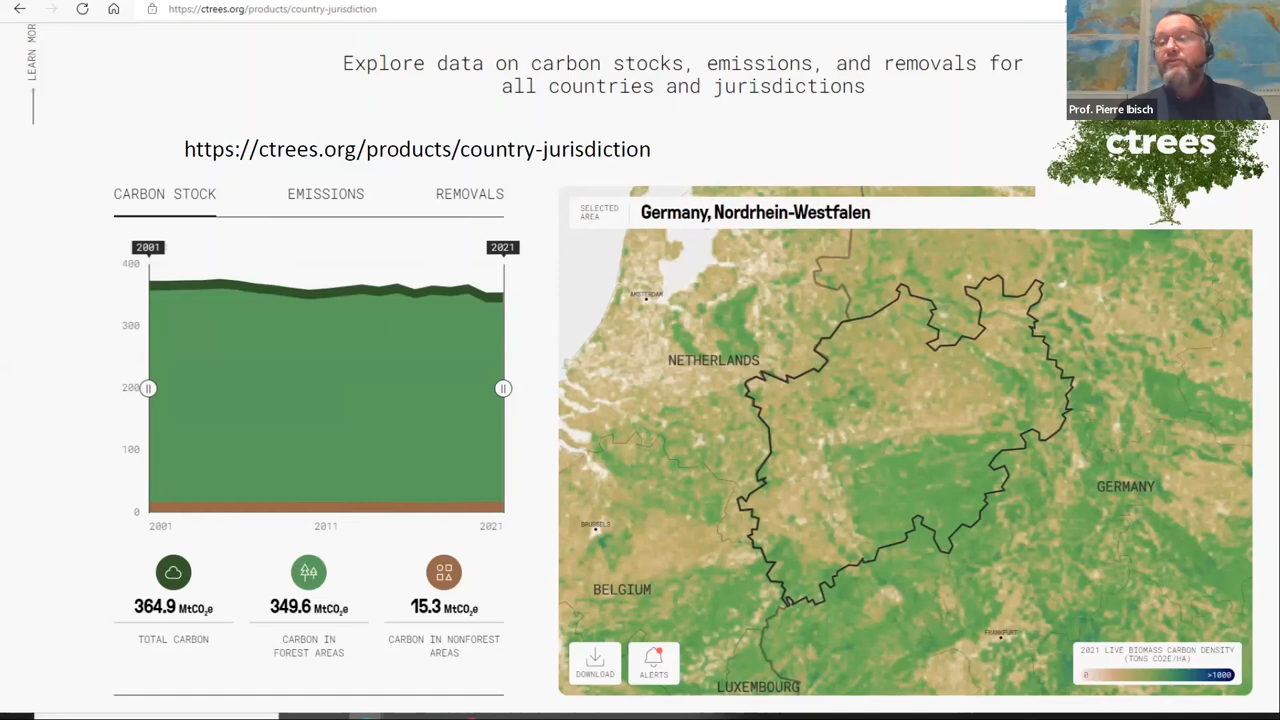 https://ctrees.org/products/country-jurisdiction
LEARN MOR
Explore data on carbon stocks, emissions, and removals for
all countries and jurisdictions
Prof. Pierre Ibisch
https://ctrees.org/products/country-jurisdiction
ctrees
CARBON STOCK EMISSIONS REMOVALS
2001 2021
400
300
200
100
0
2001 2011 2021
364.9 MtCO₂e 349.6 MtCO₂e 15.3 MtCO₂e
TOTAL CARBON
CARBON IN
FOREST AREAS
CARBON IN NONFOREST
AREAS
SELECTED
AREA
Germany, Nordrhein-Westfalen
AMSTERDAM
NETHERLANDS
GERMANY
BRUSSELS
BELGIUM
FRANKFURT
LUXEMBOURG
DOWNLOAD
ALERTS
2021 LIVE BIOMASS CARBON DENSITY
(TONS CO2E/HA)
0 >1000